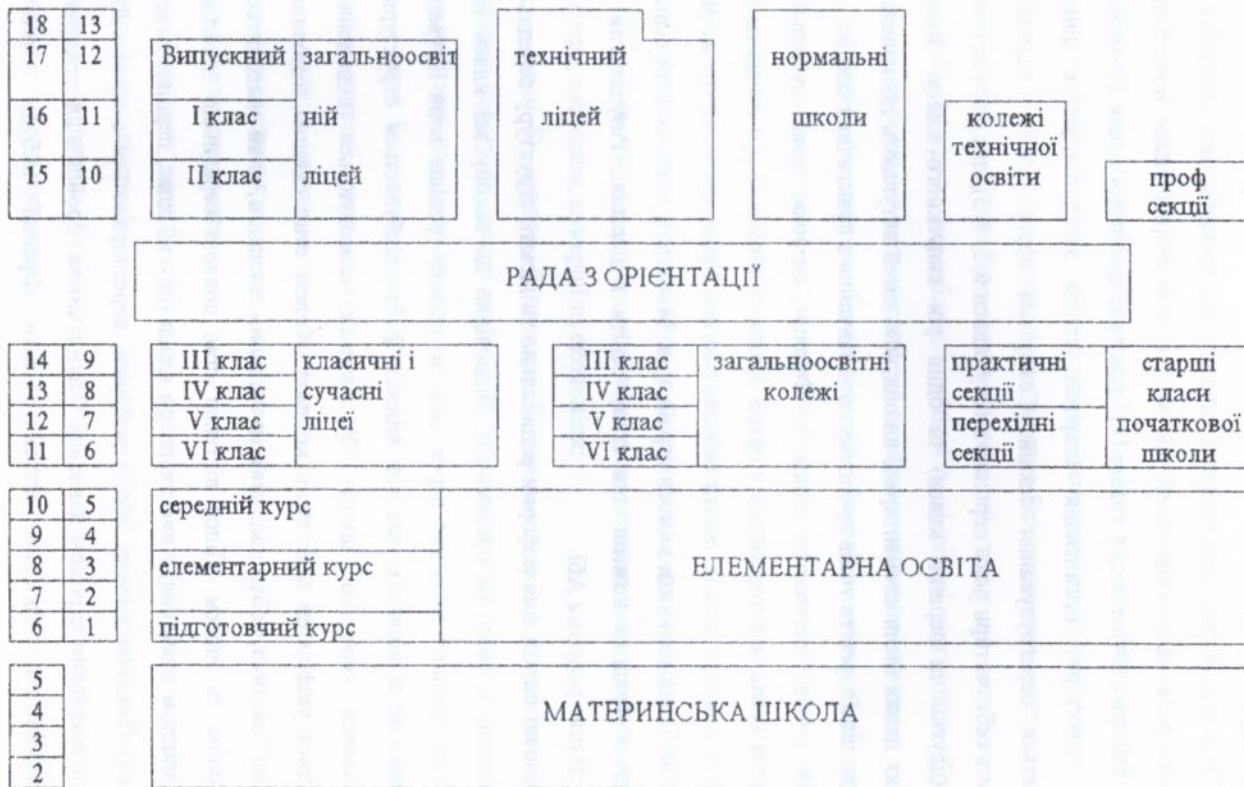 18 13
17 12 Випускний загальноосвіт технічний нормальні
16 11 I клас ній ліцей школи колежі
технічної
15 10 II клас ліцей освіти проф
секції
РАДА З ОРІЄНТАЦІЇ
14 9 III клас класичні і III клас загальноосвітні практичні старші
13 8 IV клас сучасні IV клас колежі секції класи
12 7 V клас ліцеї V клас перехідні початкової
11 6 VI клас VI клас секції школи
10 5 середній курс
9 4
8 3 елементарний курс ЕЛЕМЕНТАРНА ОСВІТА
7 2
6 1 підготовчий курс
5
4 МАТЕРИНСЬКА ШКОЛА
3
2